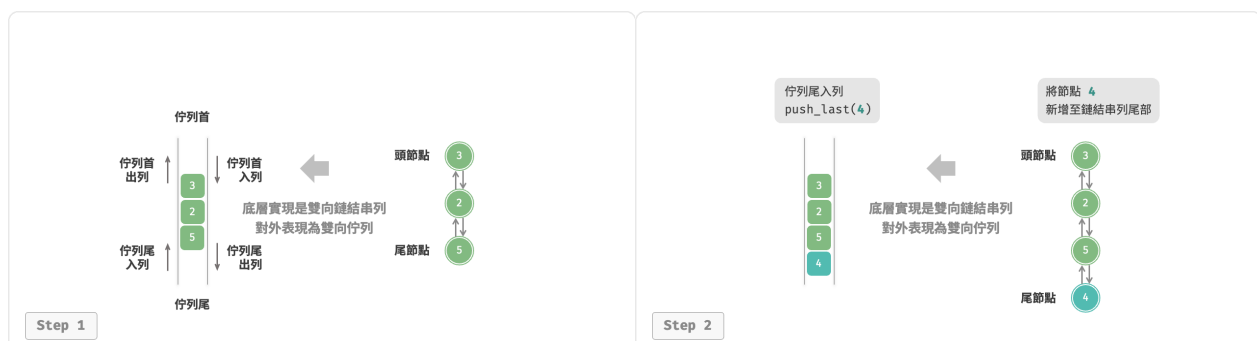 佇列首
佇列首
出列
佇列首
入列
3
2
5
佇列尾
入列
佇列尾
出列
佇列尾
底層實現是雙向鏈結串列
對外表現為雙向佇列
頭節點
3
2
尾節點
5
Step 1
佇列尾入列
push_last(4)
3
2
5
4
底層實現是雙向鏈結串列
對外表現為雙向佇列
將節點 4
新增至鏈結串列尾部
頭節點
3
2
5
尾節點
4
Step 2